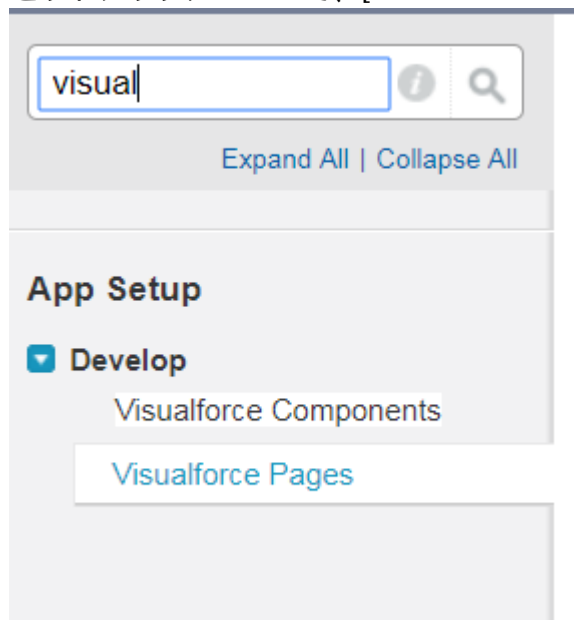 visual
Expand All | Collapse All
App Setup
Develop
Visualforce Components
Visualforce Pages